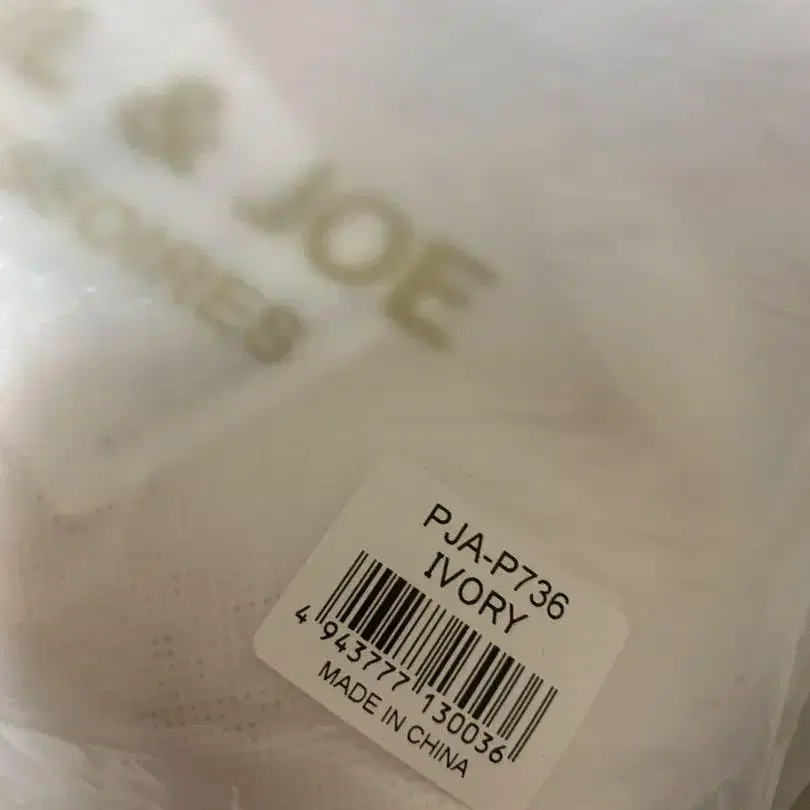 & JOE
PJA-P736
IVORY
4 943777 130036
MADE IN CHINA